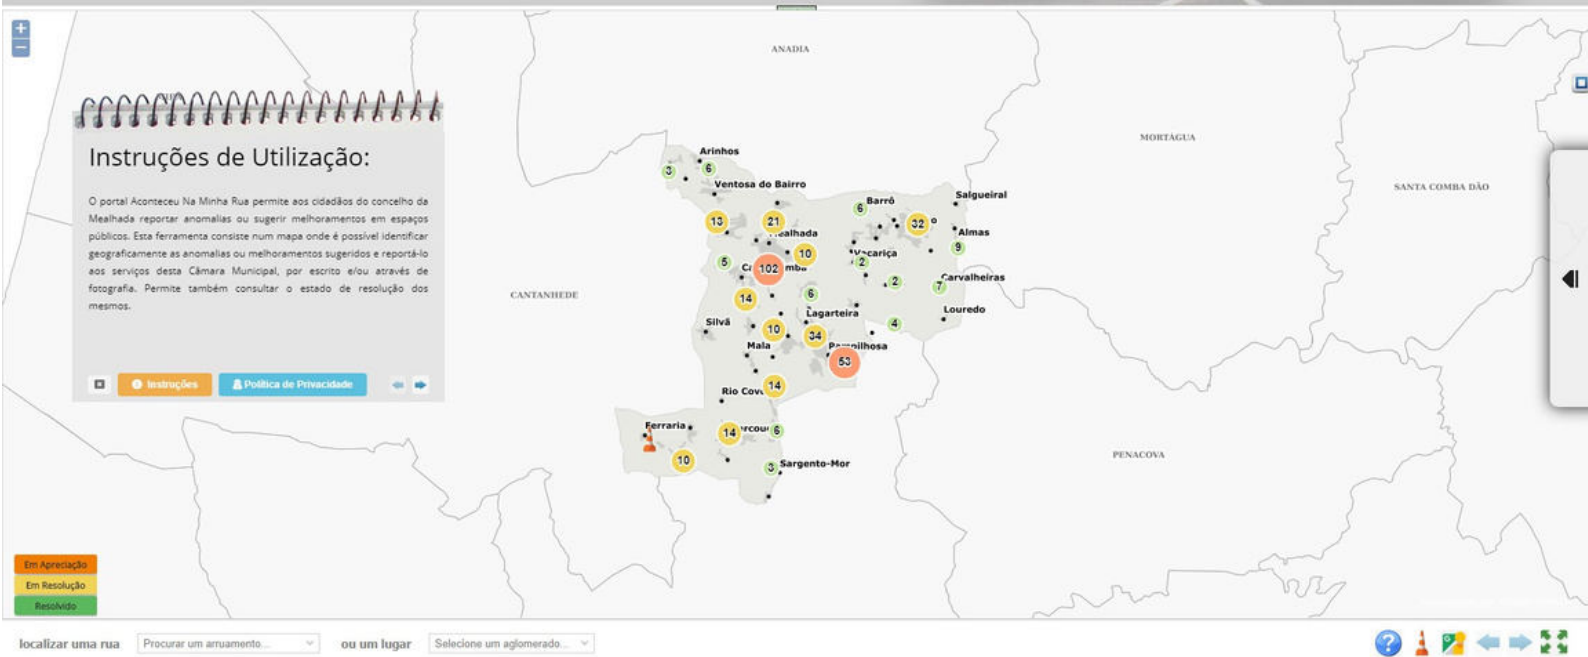 ANADIA
MORTÁGUA
SANTA COMBA DÃO
CANTANHEDE
PENACOVA
Instruções de Utilização:
O portal Aconteceu Na Minha Rua permite aos cidadãos do concelho da
Mealhada reportar anomalias ou sugerir melhoramentos em espaços
públicos. Esta ferramenta consiste num mapa onde é possível identificar
geograficamente as anomalias ou melhoramentos sugeridos e reportá-lo
aos serviços desta Câmara Municipal, por escrito e/ou através de
fotografia. Permite também consultar o estado de resolução dos
mesmos.
Instruções
Política de Privacidade
Arinhos
3
6
Ventosa do Bairro
Salgueiral
6
Barrô
13
21
32
Almas
9
10
Vacariça
2
5
102
2
7
Carvalheiras
14
6
Lagarteira
Louredo
Silvã
10
34
4
Mala
53
14
Ferraria
14
6
10
3
Sargento-Mor
Em Apreciação
Em Resolução
Resolvido
localizar uma rua
Procurar um arruamento...
ou um lugar
Selecione um aglomerado...